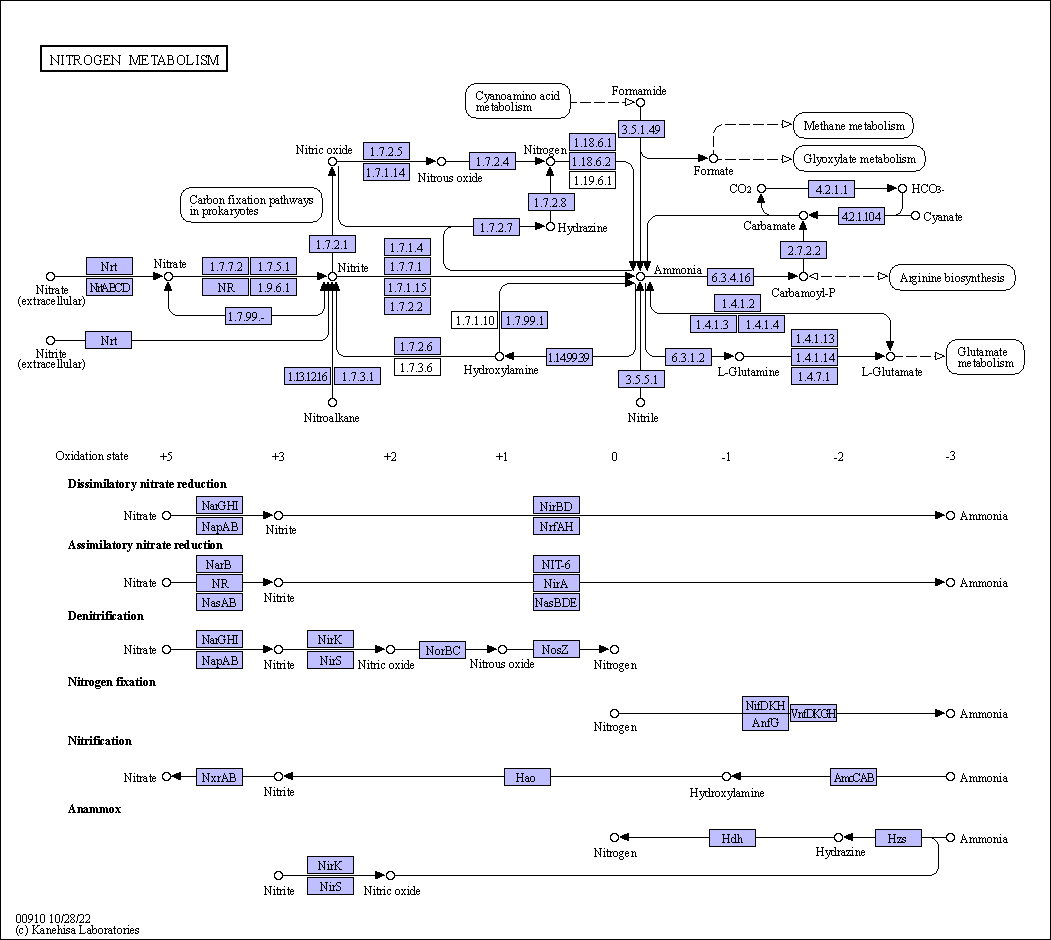 NITROGEN METABOLISM
Cyanoamino acid
metabolism
Formamide
3.5.1.49
Methane metabolism
Glyoxylate metabolism
Formate
Nitric oxide
1.7.2.5
1.7.1.14
Nitrous oxide
1.7.2.4
Nitrogen
1.18.6.1
1.18.6.2
1.19.6.1
1.7.2.8
Hydrazine
1.7.2.7
CO2
4.2.1.1
HCO3-
Carbamate
4.2.1.104
Cyanate
Carbon fixation pathways
in prokaryotes
1.7.2.1
2.7.2.2
Nitrate
(extracellular)
Nrt
NrtABCD
Nitrate
1.7.7.2
1.7.5.1
NR
1.9.6.1
1.7.99.-
Nitrite
1.7.1.4
1.7.7.1
1.7.1.15
1.7.2.2
Ammonia
6.3.4.16
Carbamoyl-P
Arginine biosynthesis
Nitrite
(extracellular)
Nrt
1.7.1.10
1.7.99.1
1.4.1.2
1.4.1.3
1.4.1.4
1.7.2.6
1.7.3.6
Hydroxylamine
1.14.99.39
6.3.1.2
L-Glutamine
1.4.1.13
1.4.1.14
1.4.7.1
L-Glutamate
Glutamate
metabolism
1.13.12.16
1.7.3.1
3.5.5.1
Nitroalkane
Nitrile
Oxidation state +5 +3 +2 +1 0 -1 -2 -3
Dissimilatory nitrate reduction
NarGHI NirBD
Nitrate Nitrite Ammonia
NapAB NrfAH
Assimilatory nitrate reduction
NarB NIT-6
Nitrate NR NirA Ammonia
Nitrite
NasAB NasBDE
Denitrification
NarGHI NirK
Nitrate NorBC NosZ
NapAB NirS
Nitrite Nitric oxide Nitrous oxide Nitrogen
Nitrogen fixation
NifDKH
VnfDKGH Ammonia
AnfG
Nitrogen
Nitrification
Nitrate NxrAB Hao AmoCAB Ammonia
Nitrite Hydroxylamine
Anammox
Hdh Hzs Ammonia
Nitrogen Hydrazine
NirK
NirS
Nitrite Nitric oxide
00910 10/28/22
(c) Kanehisa Laboratories